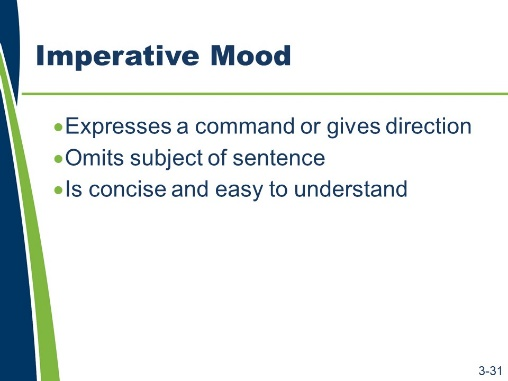 Imperative Mood
•Expresses a command or gives direction
•Omits subject of sentence
•Is concise and easy to understand
3-31